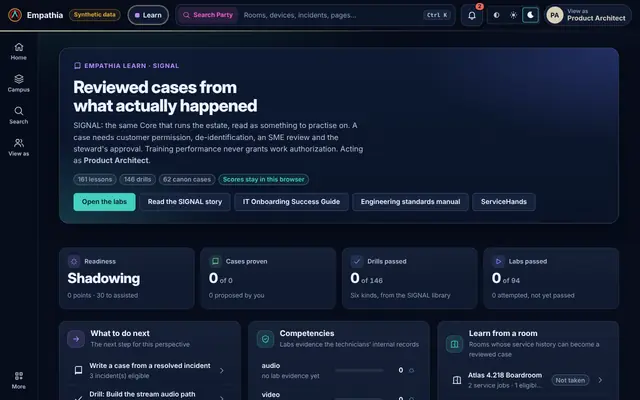 Empathia
Synthetic data
Learn
Search Party
Rooms, devices, incidents, pages...
Ctrl K
2
PA
View as
Product Architect
Home
Campus
Search
View as
More
EMPATHIA LEARN · SIGNAL
Reviewed cases from
what actually happened
SIGNAL: the same Core that runs the estate, read as something to practise on. A
case needs customer permission, de-identification, an SME review and the
steward's approval. Training performance never grants work authorization. Acting
as Product Architect.
161 lessons
146 drills
62 canon cases
Scores stay in this browser
Open the labs
Read the SIGNAL story
IT Onboarding Success Guide
Engineering standards manual
ServiceHands
Readiness
Shadowing
0 points · 30 to assisted
Cases proven
0 of 0
0 proposed by you
Drills passed
0 of 146
Six kinds, from the SIGNAL library
Labs passed
0 of 94
0 attempted, not yet passed
What to do next
The next step for this perspective
Write a case from a resolved incident
3 incident(s) eligible
Drill: Build the stream audio path
Competencies
Labs evidence the technicians' internal records
audio
no lab evidence yet
0
video
0
Learn from a room
Rooms whose service history can become a
reviewed case
Atlas 4.218 Boardroom
2 service jobs · 1 eligibl...
Not taken